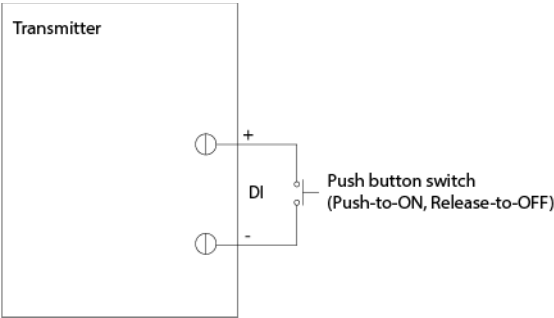 Transmitter
+
DI
Push button switch
(Push-to-ON, Release-to-OFF)
-